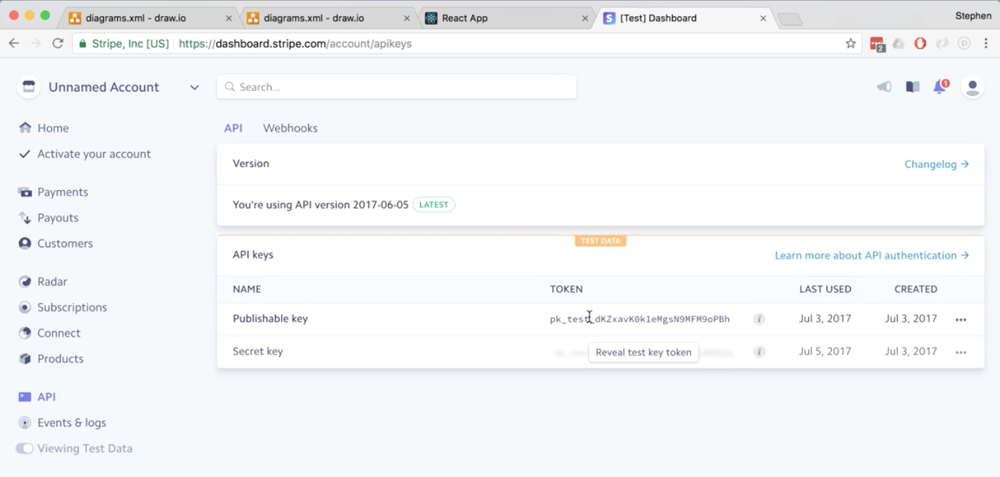 diagrams.xml - draw.io
diagrams.xml - draw.io
React App
[Test] Dashboard
Stephen
Stripe, Inc [US] https://dashboard.stripe.com/account/apikeys
2
Unnamed Account
Search...
1
Home
Activate your account
Payments
Payouts
Customers
Radar
Subscriptions
Connect
Products
API
Events & logs
Viewing Test Data
API Webhooks
Version Changelog →
You're using API version 2017-06-05 LATEST
TEST DATA
API keys Learn more about API authentication →
NAME TOKEN LAST USED CREATED
Publishable key pk_test_dKZxavK0k1eMgsN9MFM9oPBh Jul 3, 2017 Jul 3, 2017
Secret key Reveal test key token Jul 5, 2017 Jul 3, 2017